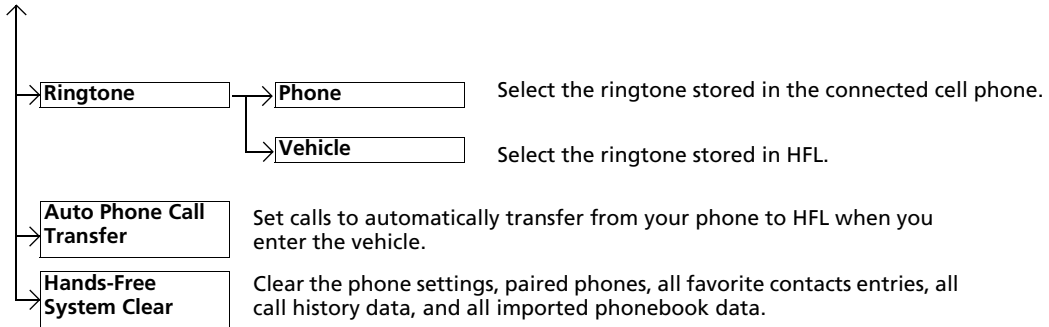 Ringtone
Phone
Select the ringtone stored in the connected cell phone.
Vehicle
Select the ringtone stored in HFL.
Auto Phone Call
Transfer
Set calls to automatically transfer from your phone to HFL when you
enter the vehicle.
Hands-Free
System Clear
Clear the phone settings, paired phones, all favorite contacts entries, all
call history data, and all imported phonebook data.